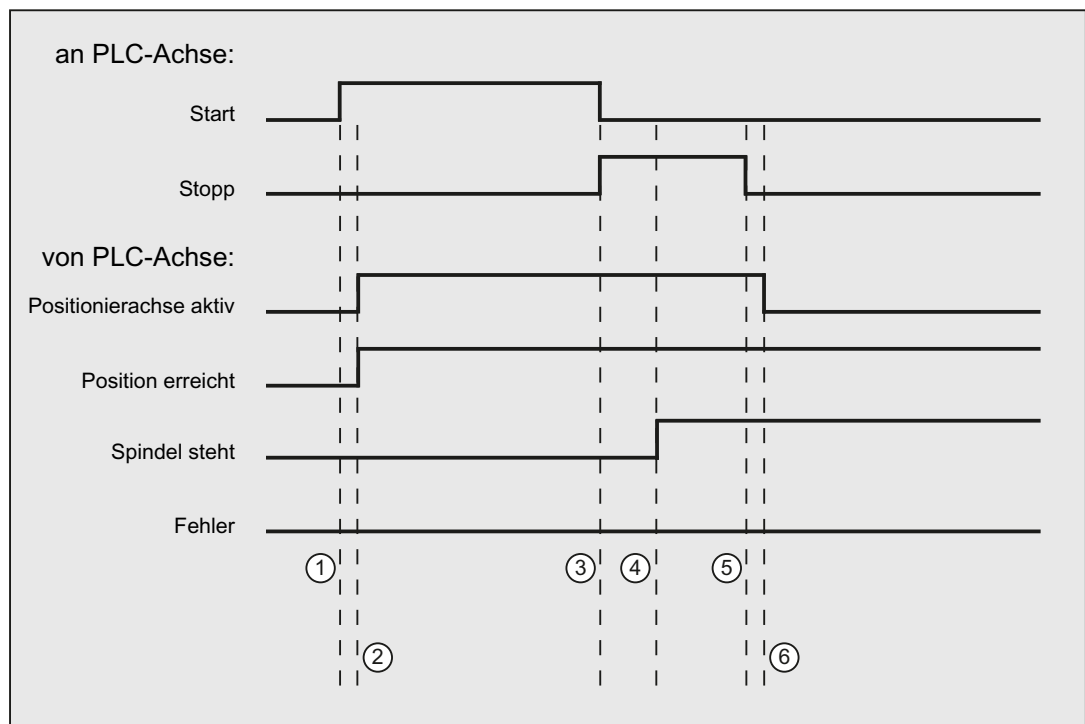 an PLC-Achse:
Start
Stopp
von PLC-Achse:
Positionierachse aktiv
Position erreicht
Spindel steht
Fehler
① ③ ④ ⑤
② ⑥